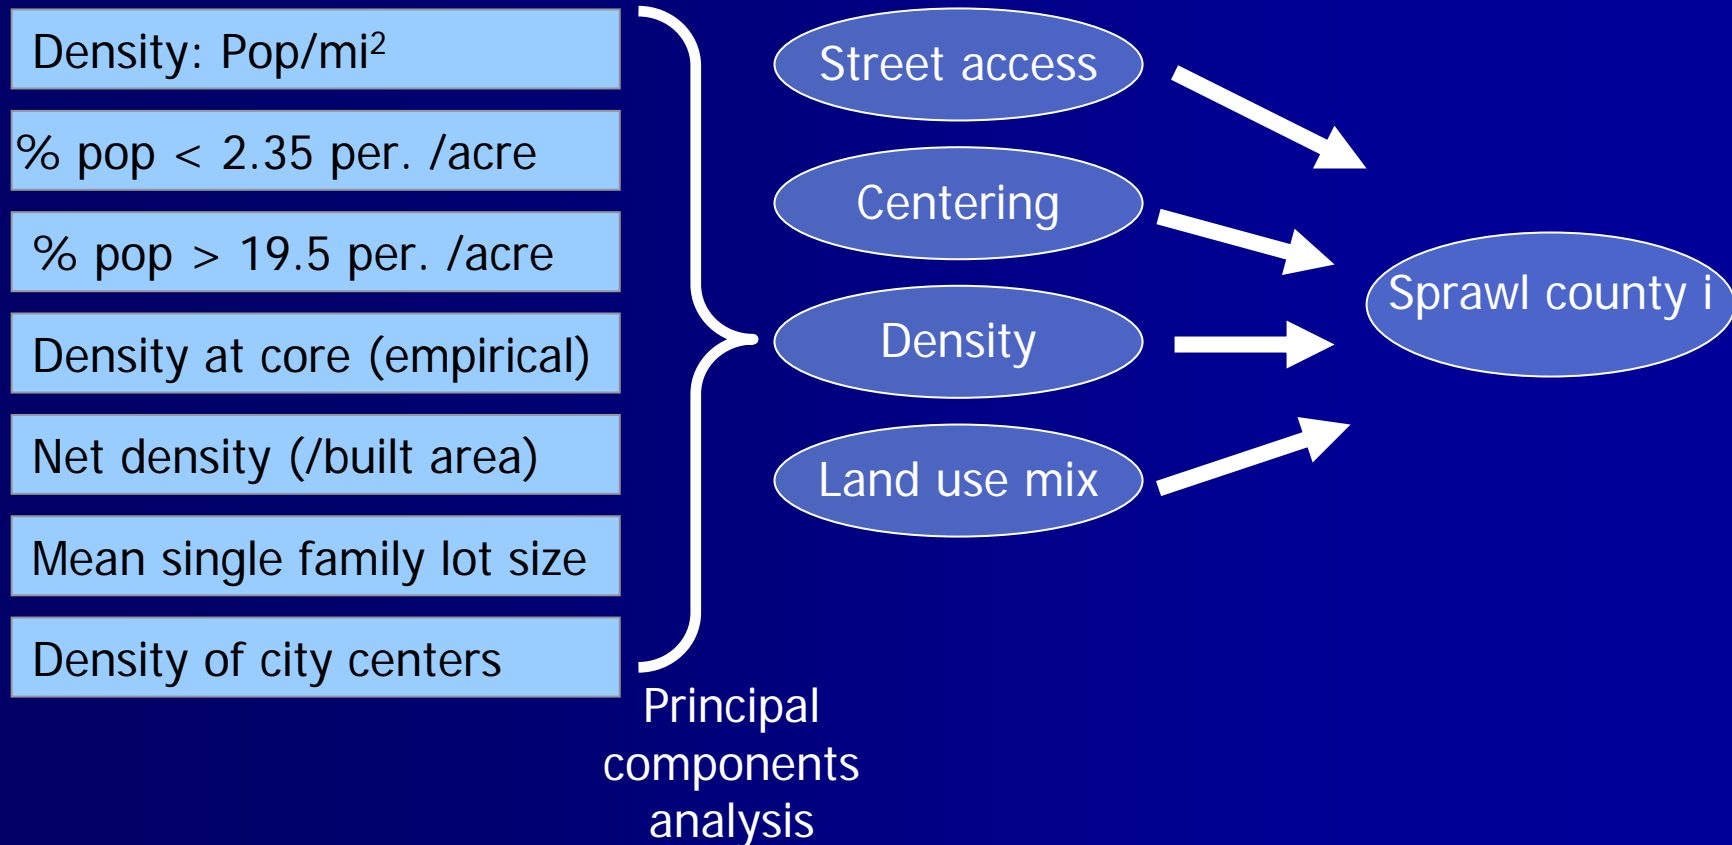 Density: Pop/mi²
% pop < 2.35 per. /acre
% pop > 19.5 per. /acre
Density at core (empirical)
Net density (/built area)
Mean single family lot size
Density of city centers
Principal
components
analysis
Street access
Centering
Density
Land use mix
Sprawl county i